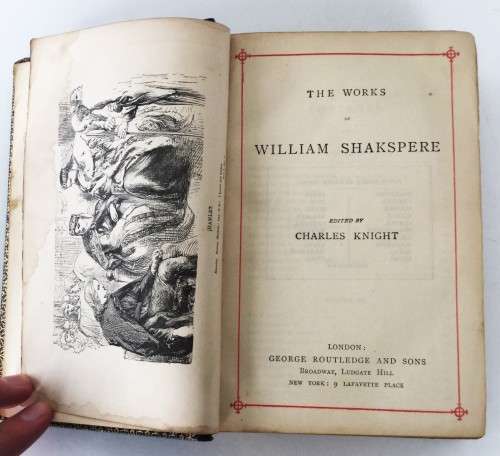 HAMLET
THE WORKS
OF
WILLIAM SHAKSPERE
EDITED BY
CHARLES KNIGHT
LONDON:
GEORGE ROUTLEDGE AND SONS
BROADWAY, LUDGATE HILL
NEW YORK: 9 LAFAYETTE PLACE